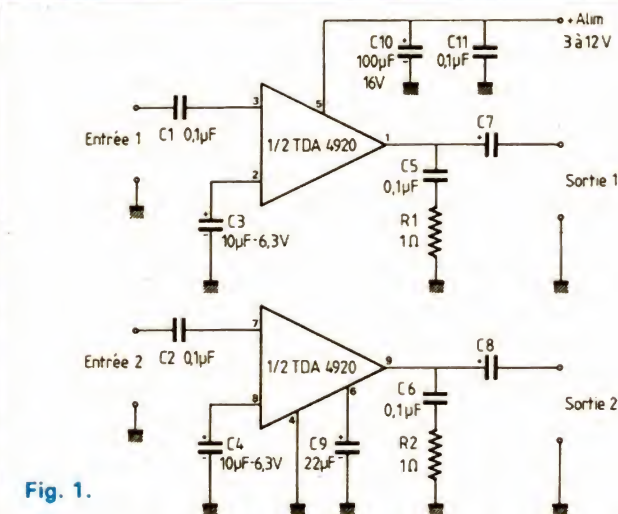 + Alim
3 à 12 V
C10
100µF
16V
C11
0,1µF
5
3
Entrée 1
C1 0,1µF
1/2 TDA 4920
1
C7
+
2
C5
0,1µF
Sortie 1
C3
10µF-6,3V
R1
1Ω
7
Entrée 2
C2 0,1µF
1/2 TDA 4920
9
C8
+
8
6
4
C6
0,1µF
Sortie 2
C4
10µF-6,3V
C9
22µF
R2
1Ω
Fig. 1.